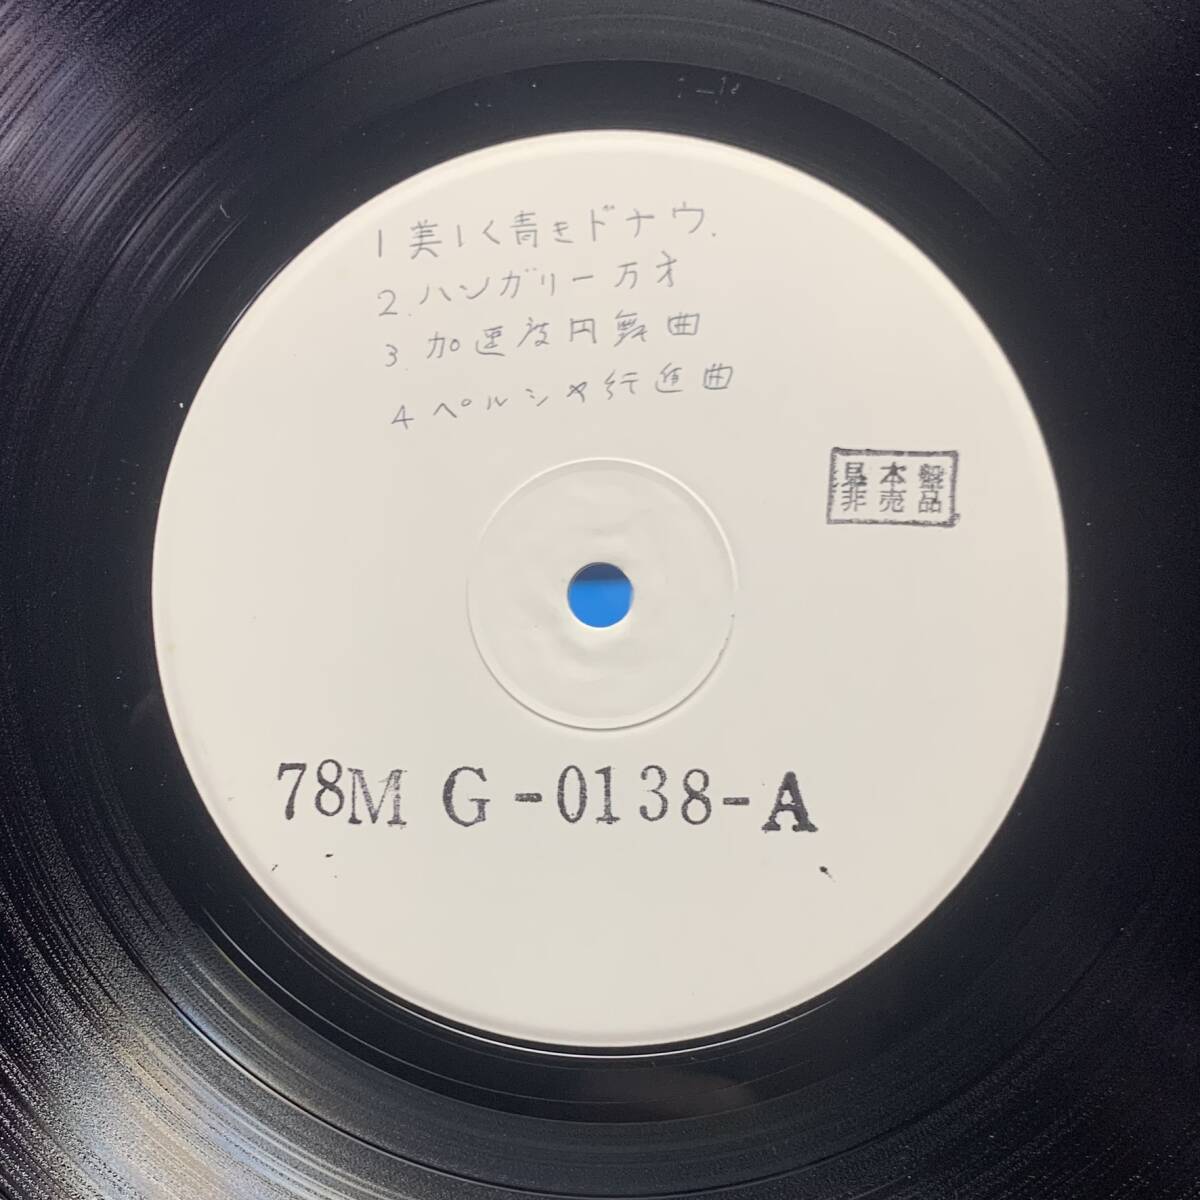 1 美しく青きドナウ.
2. ハンガリー万才
3. 加速度円舞曲
4 ペルシャ行進曲
見本盤
非売品
78M G-0138-A